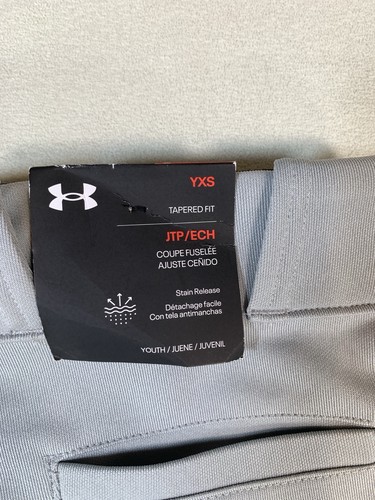 YXS
TAPERED FIT
JTP/ECH
COUPE FUSELÉE
AJUSTE CEÑIDO
Stain Release
Détachage facile
Con tela antimanchas
YOUTH / JUENE / JUVENIL